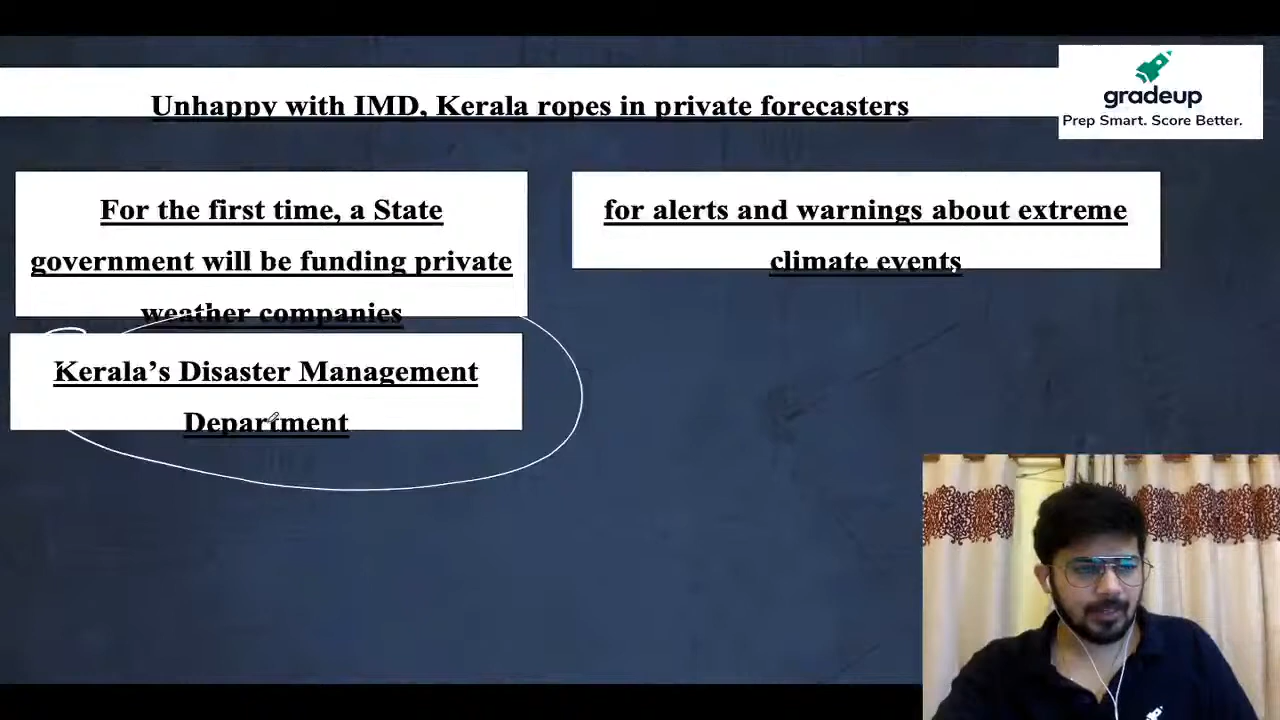 Unhappy with IMD, Kerala ropes in private forecasters
gradeup
Prep Smart. Score Better.
For the first time, a State
government will be funding private
weather companies
for alerts and warnings about extreme
climate events
Kerala’s Disaster Management
Department